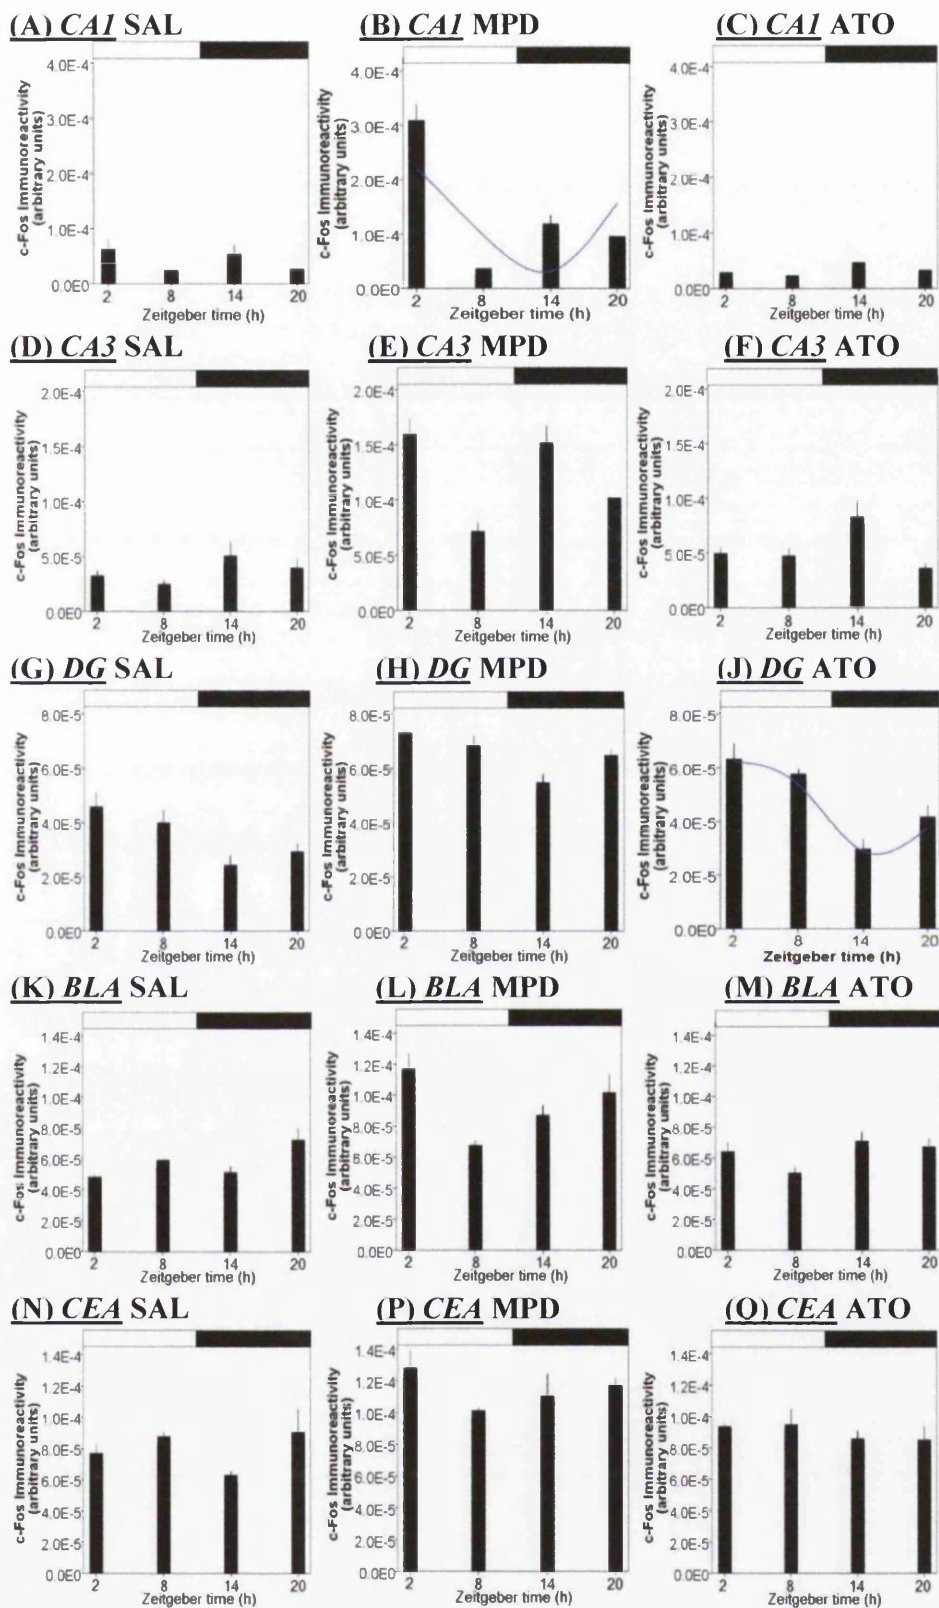 (A) CA1 SAL
c-Fos Immunoreactivity
(arbitrary units)
4.0E-4
3.0E-4
2.0E-4
1.0E-4
0.0E0
2 8 14 20
Zeitgeber time (h)
(B) CA1 MPD
c-Fos Immunoreactivity
(arbitrary units)
4.0E-4
3.0E-4
2.0E-4
1.0E-4
0.0E0
2 8 14 20
Zeitgeber time (h)
(C) CA1 ATO
c-Fos Immunoreactivity
(arbitrary units)
4.0E-4
3.0E-4
2.0E-4
1.0E-4
0.0E0
2 8 14 20
Zeitgeber time (h)
(D) CA3 SAL
c-Fos Immunoreactivity
(arbitrary units)
2.0E-4
1.5E-4
1.0E-4
5.0E-5
0.0E0
2 8 14 20
Zeitgeber time (h)
(E) CA3 MPD
c-Fos Immunoreactivity
(arbitrary units)
2.0E-4
1.5E-4
1.0E-4
5.0E-5
0.0E0
2 8 14 20
Zeitgeber time (h)
(F) CA3 ATO
c-Fos Immunoreactivity
(arbitrary units)
2.0E-4
1.5E-4
1.0E-4
5.0E-5
0.0E0
2 8 14 20
Zeitgeber time (h)
(G) DG SAL
c-Fos Immunoreactivity
(arbitrary units)
8.0E-5
6.0E-5
4.0E-5
2.0E-5
0.0E0
2 8 14 20
Zeitgeber time (h)
(H) DG MPD
c-Fos Immunoreactivity
(arbitrary units)
8.0E-5
6.0E-5
4.0E-5
2.0E-5
0.0E0
2 8 14 20
Zeitgeber time (h)
(J) DG ATO
c-Fos Immunoreactivity
(arbitrary units)
8.0E-5
6.0E-5
4.0E-5
2.0E-5
0.0E0
2 8 14 20
Zeitgeber time (h)
(K) BLA SAL
c-Fos Immunoreactivity
(arbitrary units)
1.4E-4
1.2E-4
1.0E-4
8.0E-5
6.0E-5
4.0E-5
2.0E-5
0.0E0
2 8 14 20
Zeitgeber time (h)
(L) BLA MPD
c-Fos Immunoreactivity
(arbitrary units)
1.4E-4
1.2E-4
1.0E-4
8.0E-5
6.0E-5
4.0E-5
2.0E-5
0.0E0
2 8 14 20
Zeitgeber time (h)
(M) BLA ATO
c-Fos Immunoreactivity
(arbitrary units)
1.4E-4
1.2E-4
1.0E-4
8.0E-5
6.0E-5
4.0E-5
2.0E-5
0.0E0
2 8 14 20
Zeitgeber time (h)
(N) CEA SAL
c-Fos Immunoreactivity
(arbitrary units)
1.4E-4
1.2E-4
1.0E-4
8.0E-5
6.0E-5
4.0E-5
2.0E-5
0.0E0
2 8 14 20
Zeitgeber time (h)
(P) CEA MPD
c-Fos Immunoreactivity
(arbitrary units)
1.4E-4
1.2E-4
1.0E-4
8.0E-5
6.0E-5
4.0E-5
2.0E-5
0.0E0
2 8 14 20
Zeitgeber time (h)
(Q) CEA ATO
c-Fos Immunoreactivity
(arbitrary units)
1.4E-4
1.2E-4
1.0E-4
8.0E-5
6.0E-5
4.0E-5
2.0E-5
0.0E0
2 8 14 20
Zeitgeber time (h)